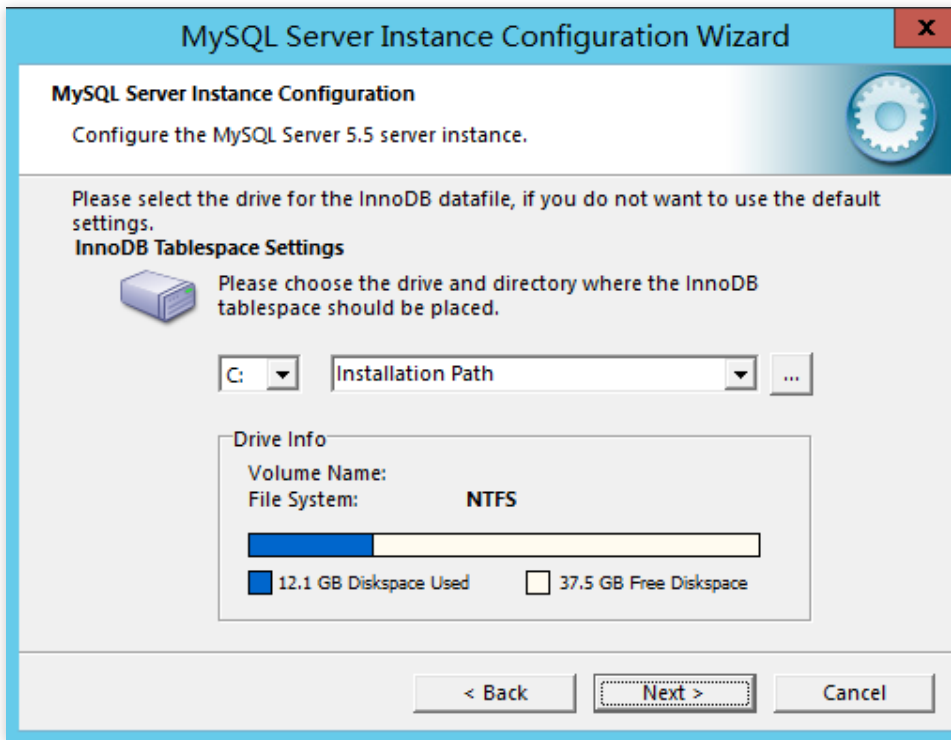 MySQL Server Instance Configuration Wizard
x
MySQL Server Instance Configuration
Configure the MySQL Server 5.5 server instance.
Please select the drive for the InnoDB datafile, if you do not want to use the default
settings.
InnoDB Tablespace Settings
Please choose the drive and directory where the InnoDB
tablespace should be placed.
C: Installation Path ...
Drive Info
Volume Name:
File System: NTFS
12.1 GB Diskspace Used 37.5 GB Free Diskspace
< Back Next > Cancel